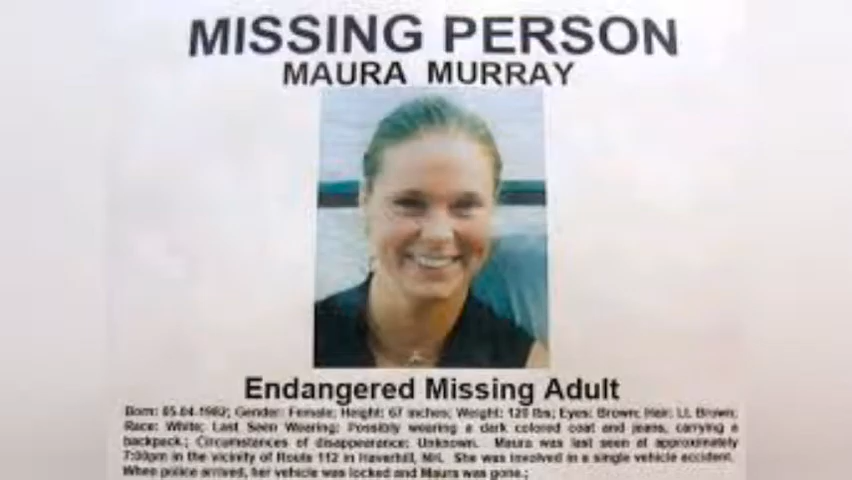 MISSING PERSON
MAURA MURRAY
Endangered Missing Adult
Born: 05-04-1982; Gender: Female; Height: 67 inches; Weight: 120 lbs; Eyes: Brown; Hair: Lt. Brown;
Race: White; Last Seen Wearing: Possibly wearing a dark colored coat and jeans, carrying a
backpack.; Circumstances of disappearance: Unknown. Maura was last seen at approximately
7:00pm in the vicinity of Route 112 in Haverhill, NH. She was involved in a single vehicle accident.
When police arrived, her vehicle was locked and Maura was gone.;